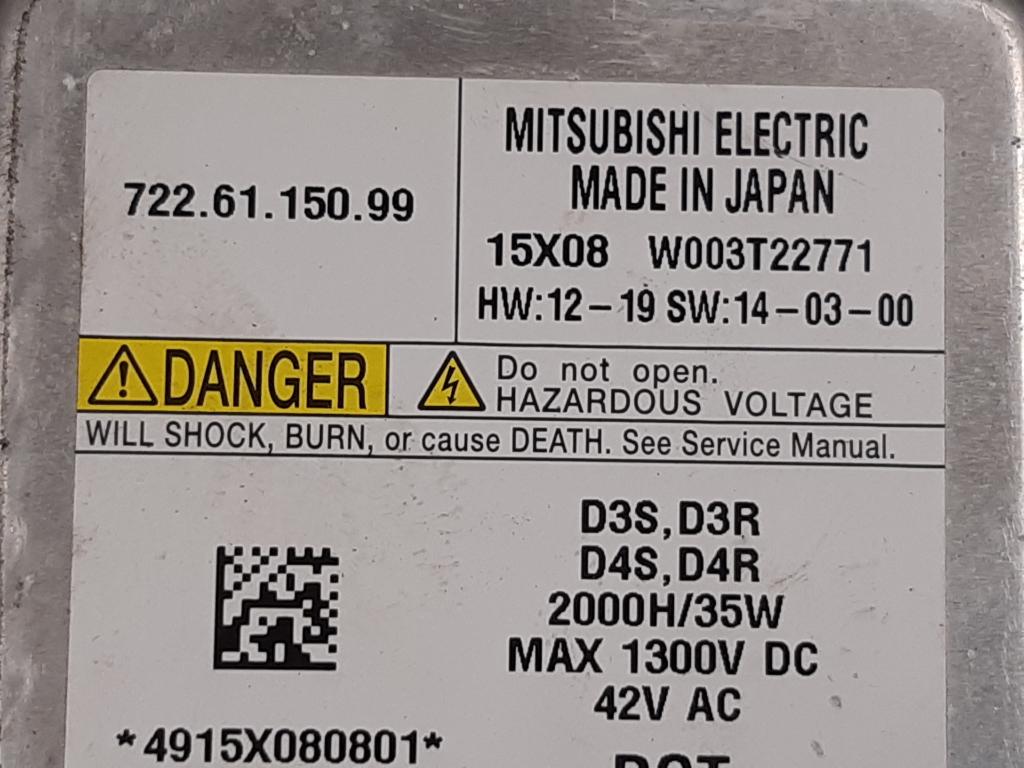 722.61.150.99
MITSUBISHI ELECTRIC
MADE IN JAPAN
15X08 W003T22771
HW:12-19 SW:14-03-00
DANGER
Do not open.
HAZARDOUS VOLTAGE
WILL SHOCK, BURN, or cause DEATH. See Service Manual.
D3S,D3R
D4S,D4R
2000H/35W
MAX 1300V DC
42V AC
*4915X080801*
DOT